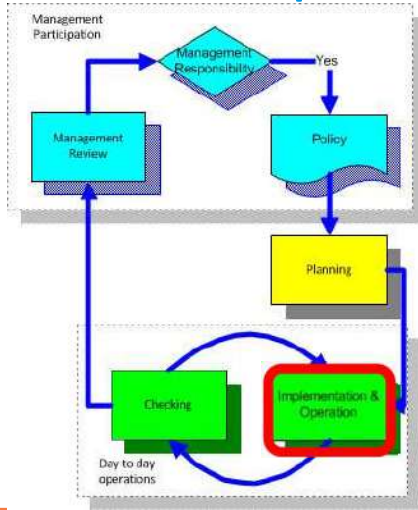 Management
Participation
Management
Responsibility
Yes
Management
Review
Policy
Planning
Checking
Implementation &
Operation
Day to day
operations